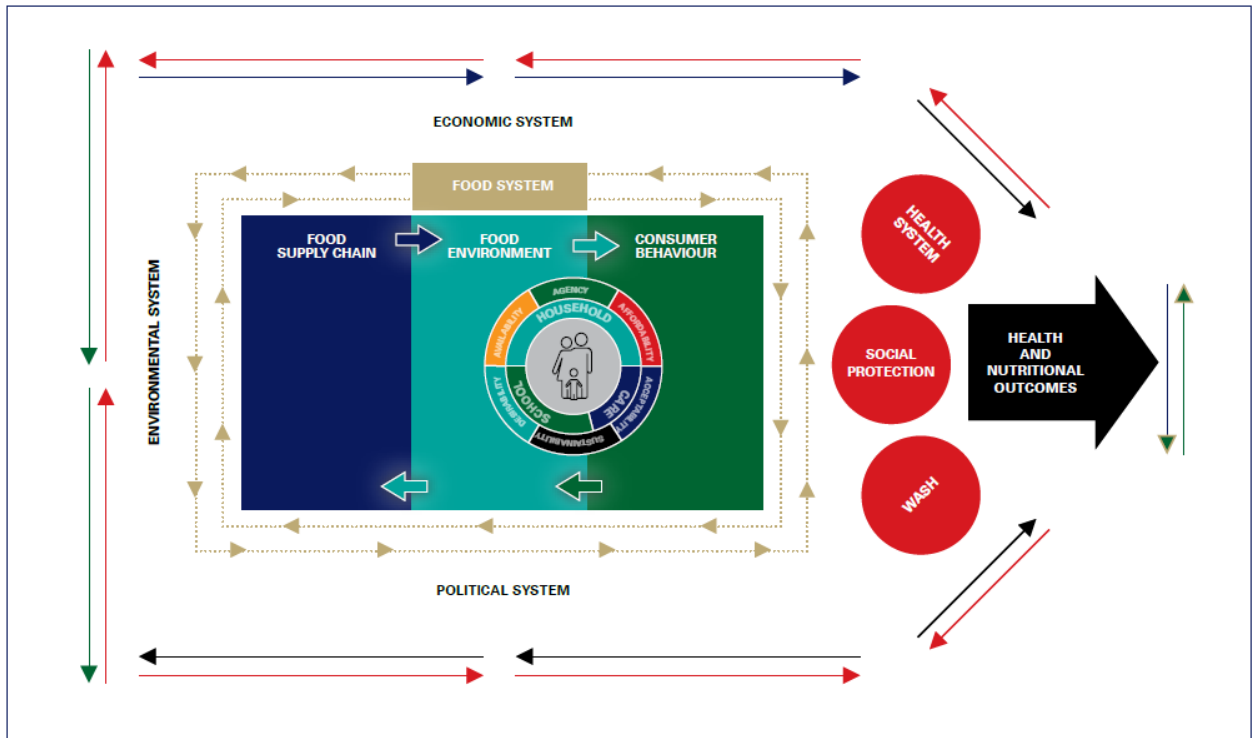 ECONOMIC SYSTEM
FOOD SYSTEM
FOOD
SUPPLY CHAIN
FOOD
ENVIRONMENT
CONSUMER
BEHAVIOUR
ENVIRONMENTAL SYSTEM
AGENCY
AFFORDABILITY
ACCEPTABILITY
SUSTAINABILITY
DESIRABILITY
AVAILABILITY
HOUSEHOLD
CARE
SCHOOL
HEALTH
SYSTEM
SOCIAL
PROTECTION
WASH
HEALTH
AND
NUTRITIONAL
OUTCOMES
POLITICAL SYSTEM